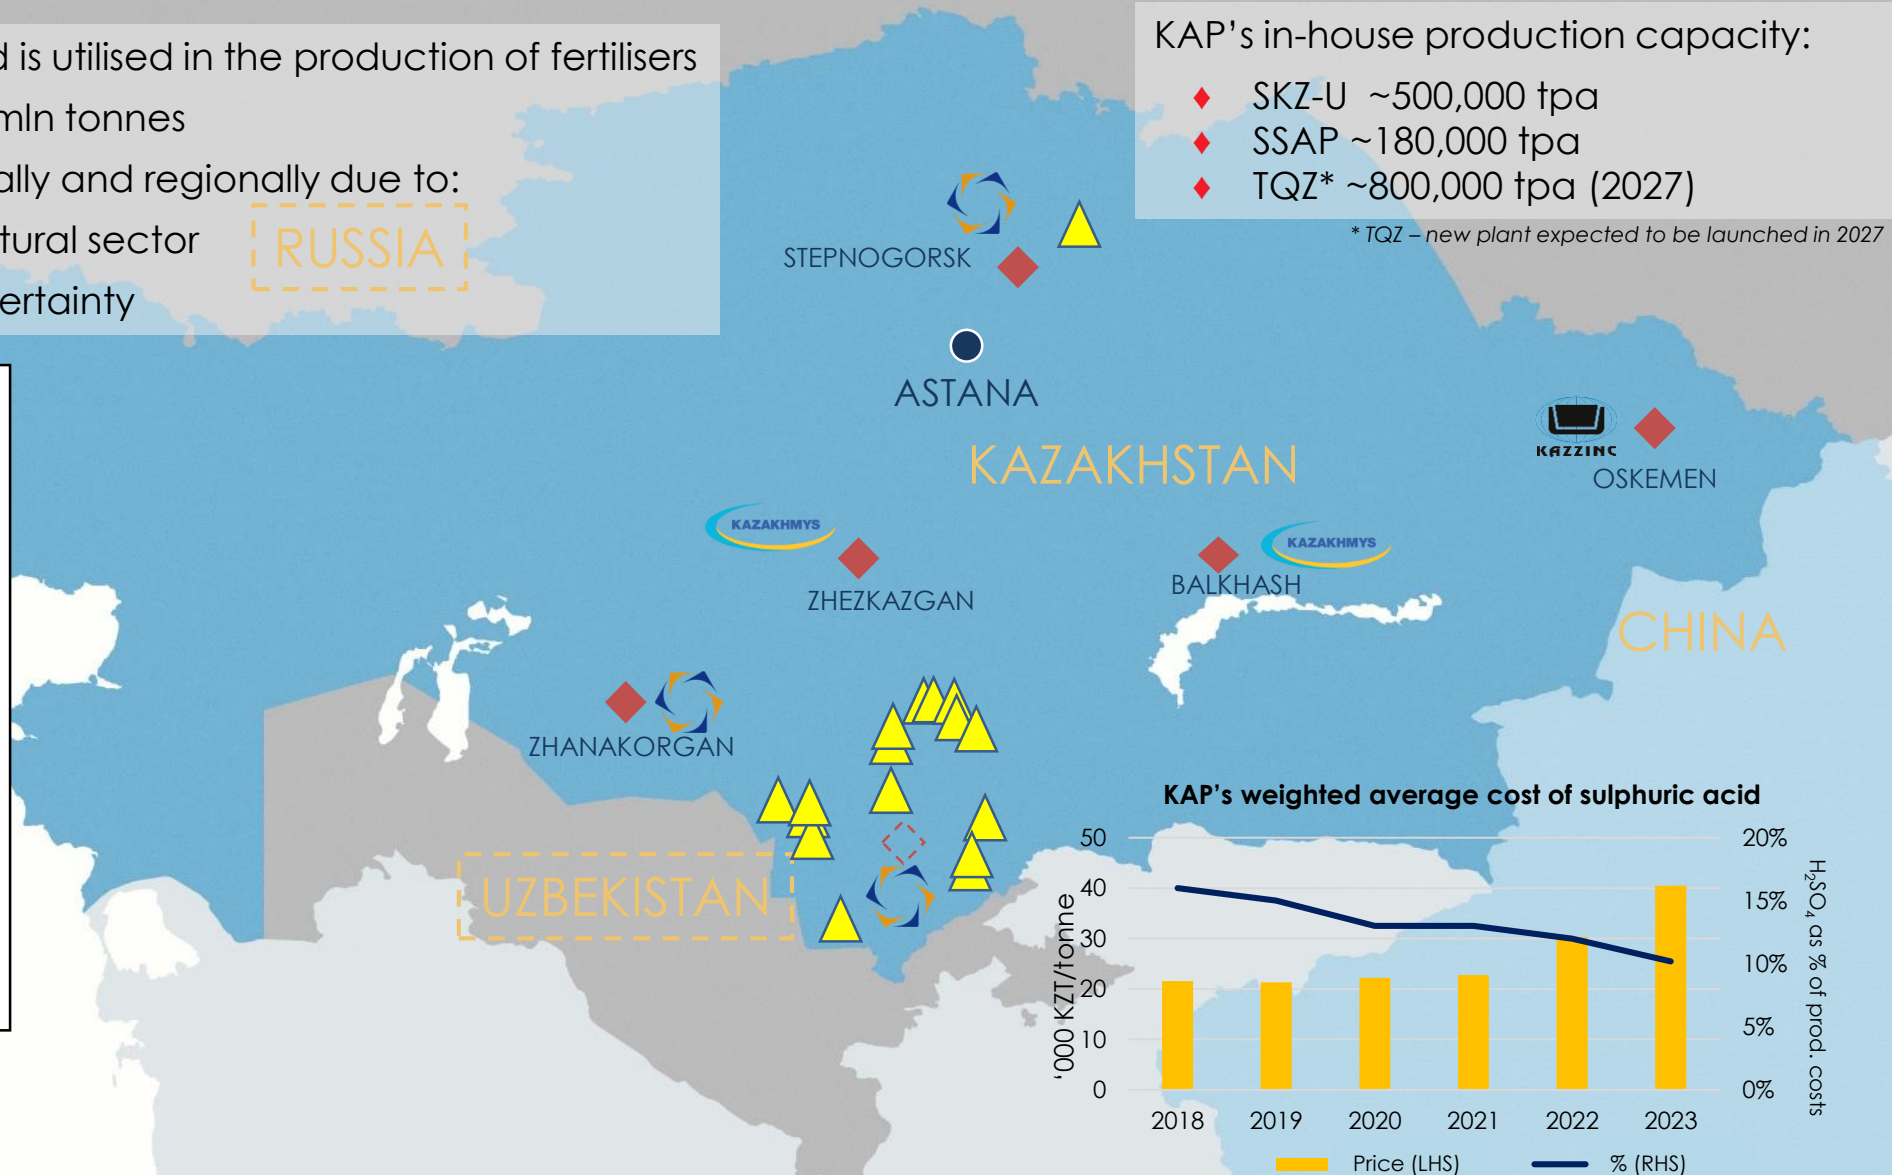 d is utilised in the production of fertilisers
mln tonnes
ally and regionally due to:
tural sector
ertainty
RUSSIA
KAP's in-house production capacity:
♦ SKZ-U ~500,000 tpa
♦ SSAP ~180,000 tpa
♦ TQZ* ~800,000 tpa (2027)
* TQZ – new plant expected to be launched in 2027
STEPNOGORSK
ASTANA
KAZAKHSTAN
KAZZINC
OSKEMEN
KAZAKHMYS
ZHEZKAZGAN
KAZAKHMYS
BALKHASH
CHINA
ZHANAKORGAN
UZBEKISTAN
KAP's weighted average cost of sulphuric acid
'000 KZT/tonne
50
40
30
20
10
0
20%
15%
10%
5%
0%
H₂SO₄ as % of prod. costs
2018 2019 2020 2021 2022 2023
Price (LHS) % (RHS)